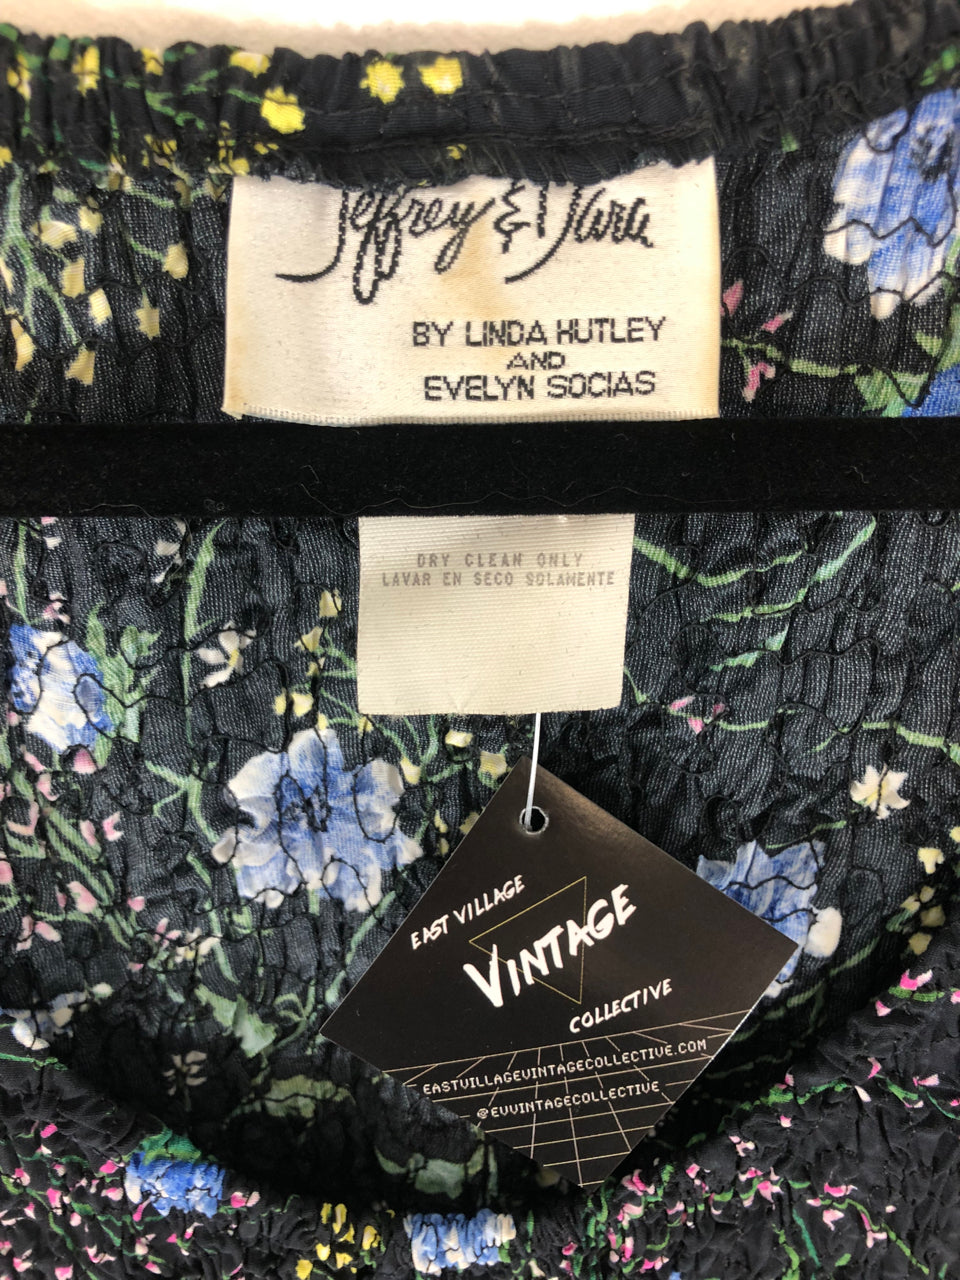 Jeffrey & Dara
BY LINDA HUTLEY
AND
EVELYN SOCIAS
DRY CLEAN ONLY
LAVAR EN SECO SOLAMENTE
EAST VILLAGE
VINTAGE
COLLECTIVE
EASTVILLAGEVINTAGECOLLECTIVE.COM
@EVVINTAGECOLLECTIVE